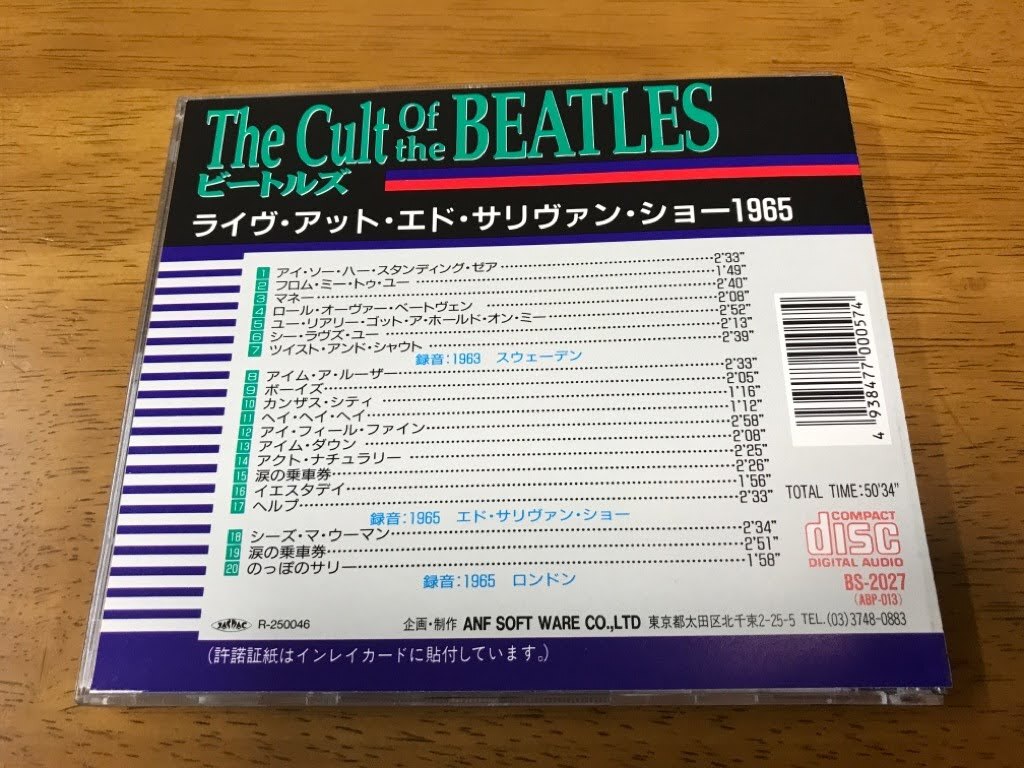 The Cult Of the BEATLES
ビートルズ
ライヴ・アット・エド・サリヴァン・ショー1965
1 アイ・ソー・ハー・スタンディング・ゼア 2'33"
2 フロム・ミー・トゥ・ユー 1'49"
3 マネー 2'40"
4 ロール・オーヴァー・ベートヴェン 2'08"
5 ユー・リアリー・ゴット・ア・ホールド・オン・ミー 2'52"
6 シー・ラヴズ・ユー 2'13"
7 ツイスト・アンド・シャウト 2'39"
録音:1963 スウェーデン
8 アイム・ア・ルーザー 2'33"
9 ボーイズ 2'05"
10 カンザス・シティ 1'16"
11 ヘイ・ヘイ・ヘイ 1'12"
12 アイ・フィール・ファイン 2'58"
13 アイム・ダウン 2'08"
14 アクト・ナチュラリー 2'25"
15 涙の乗車券 2'26"
16 イエスタデイ 1'56"
17 ヘルプ 2'33"
録音:1965 エド・サリヴァン・ショー
18 シーズ・ア・ウーマン 2'34"
19 涙の乗車券 2'51"
20 のっぽのサリー 1'58"
録音:1965 ロンドン
4 938477 000574
TOTAL TIME:50'34"
COMPACT
disc
DIGITAL AUDIO
BS-2027
(ABP-013)
JASRAC R-250046 企画・制作 ANF SOFT WARE CO.,LTD 東京都太田区北千束2-25-5 TEL.(03)3748-0883
(許諾証紙はインレイカードに貼付しています。)